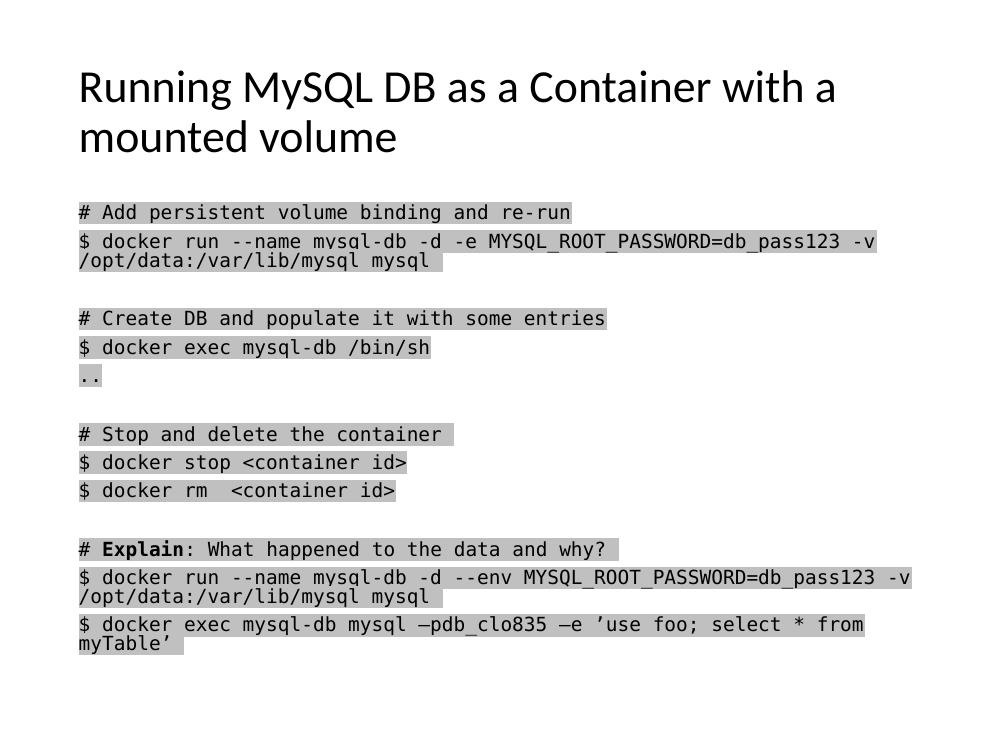 Running MySQL DB as a Container with a
mounted volume
# Add persistent volume binding and re-run
$ docker run --name mysql-db -d -e MYSQL_ROOT_PASSWORD=db_pass123 -v
/opt/data:/var/lib/mysql mysql
# Create DB and populate it with some entries
$ docker exec mysql-db /bin/sh
..
# Stop and delete the container
$ docker stop <container id>
$ docker rm  <container id>
# Explain: What happened to the data and why?
$ docker run --name mysql-db -d --env MYSQL_ROOT_PASSWORD=db_pass123 -v
/opt/data:/var/lib/mysql mysql
$ docker exec mysql-db mysql –pdb_clo835 –e ’use foo; select * from
myTable’